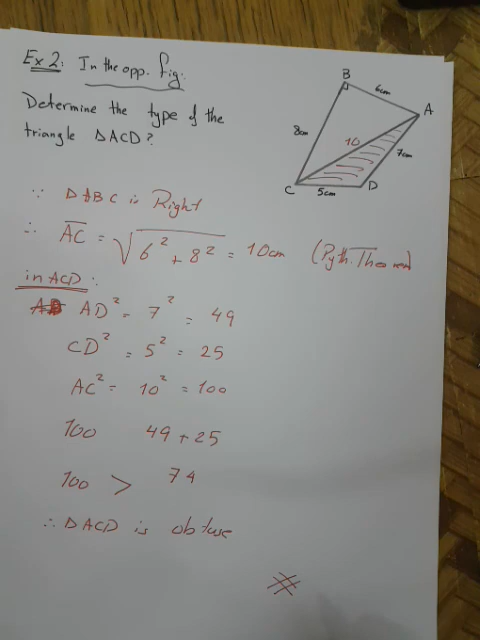 Ex 2: In the opp. fig.
Determine the type of the
triangle ΔACD?
B
6cm
A
8cm
10
7cm
C
5cm
D
∵ ΔABC is Right
∴ AC = √6² + 8² = 10cm (Pyth. Theorem)
in ACD:
AD² = 7² = 49
CD² = 5² = 25
AC² = 10² = 100
100 49 + 25
100 > 74
∴ ΔACD is obtuse